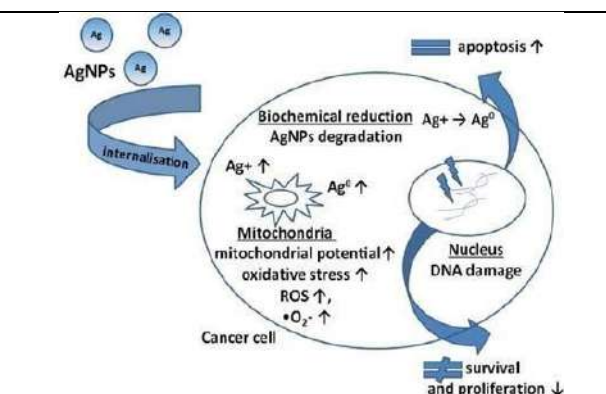 Ag
Ag
Ag
AgNPs
internalisation
apoptosis ↑
Biochemical reduction Ag+ → Ag⁰
AgNPs degradation
Ag+ ↑
Ag⁰ ↑
Mitochondria
mitochondrial potential↑
oxidative stress ↑
ROS ↑,
•O₂- ↑
Cancer cell
Nucleus
DNA damage
survival
and proliferation ↓